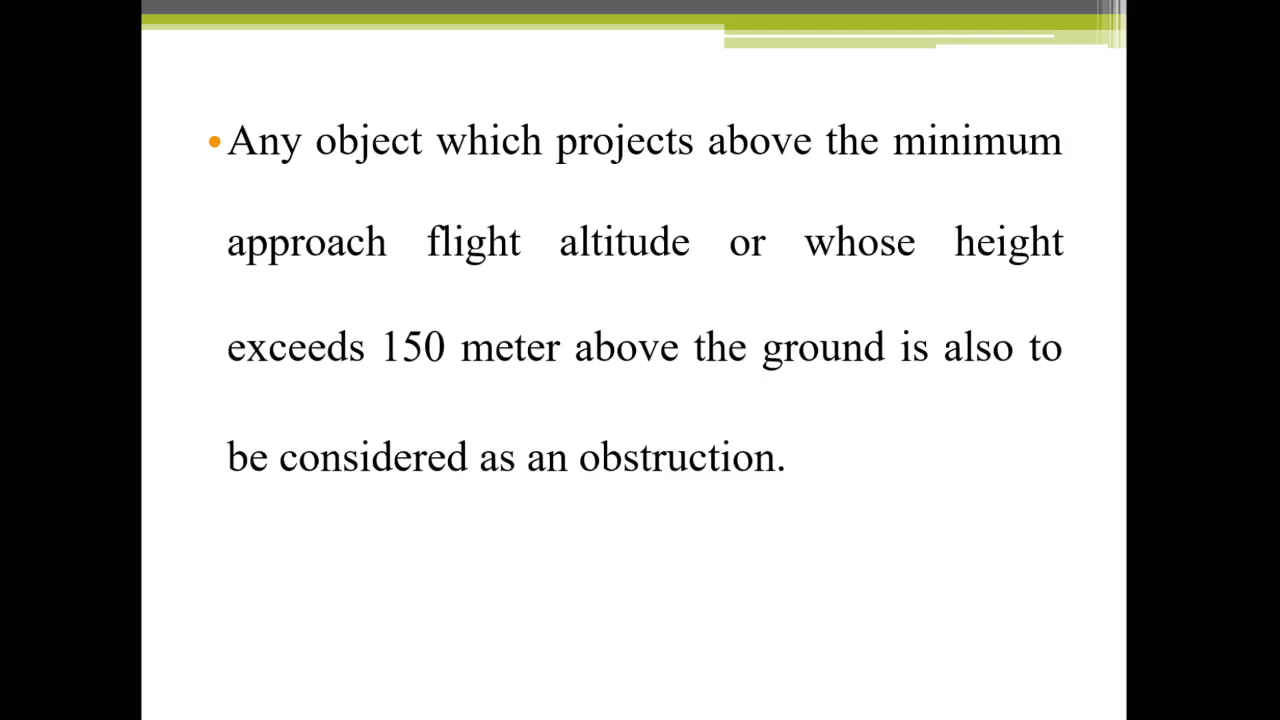 •Any object which projects above the minimum
approach flight altitude or whose height
exceeds 150 meter above the ground is also to
be considered as an obstruction.